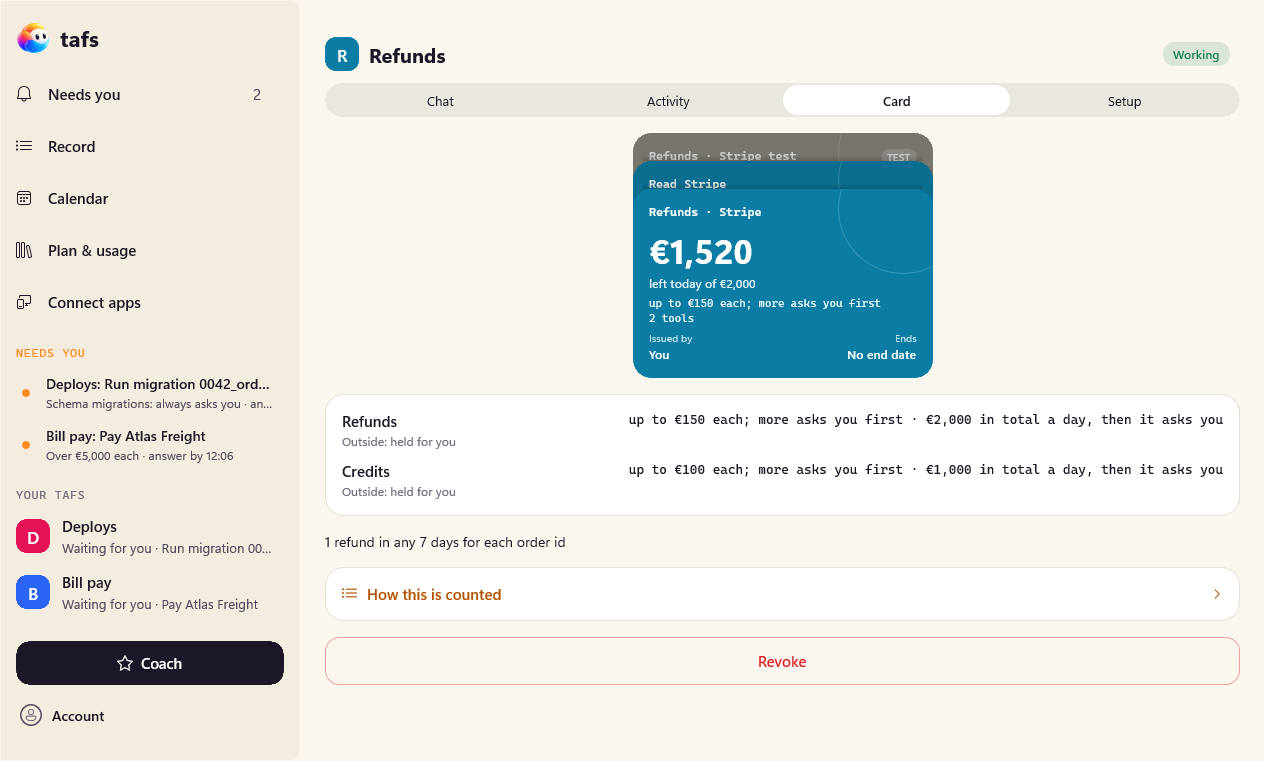 tafs
Needs you 2
Record
Calendar
Plan & usage
Connect apps
NEEDS YOU
Deploys: Run migration 0042_ord...
Schema migrations: always asks you · an...
Bill pay: Pay Atlas Freight
Over €5,000 each · answer by 12:06
YOUR TAFS
D
Deploys
Waiting for you · Run migration 00...
B
Bill pay
Waiting for you · Pay Atlas Freight
Coach
Account
R
Refunds
Working
Chat Activity Card Setup
Refunds · Stripe test TEST
Read Stripe
Refunds · Stripe
€1,520
left today of €2,000
up to €150 each; more asks you first
2 tools
Issued by Ends
You No end date
Refunds up to €150 each; more asks you first · €2,000 in total a day, then it asks you
Outside: held for you
Credits up to €100 each; more asks you first · €1,000 in total a day, then it asks you
Outside: held for you
1 refund in any 7 days for each order id
How this is counted
Revoke